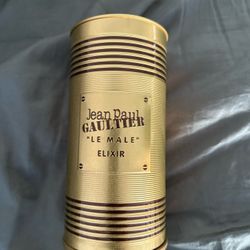 Jean Paul
GAULTIER
"LE MALE"
ELIXIR